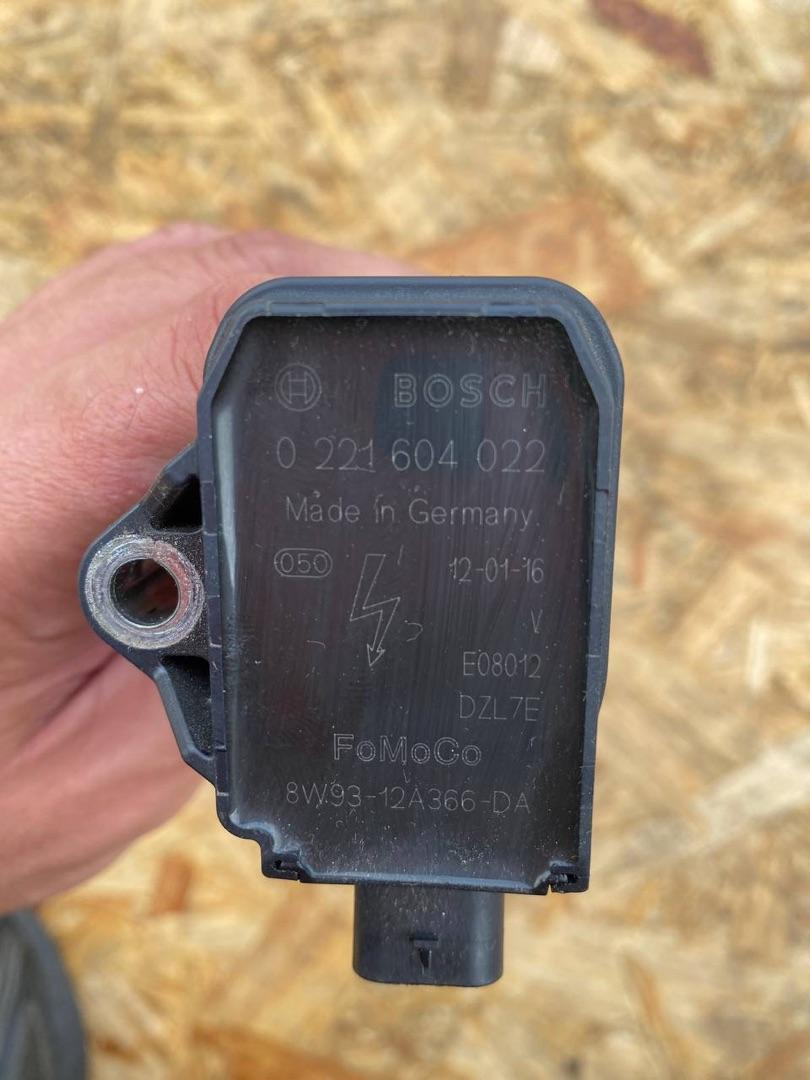 BOSCH
0 221 604 022
Made in Germany
050 12-01-16
V
E08012
DZL7E
FoMoCo
8W93-12A366-DA